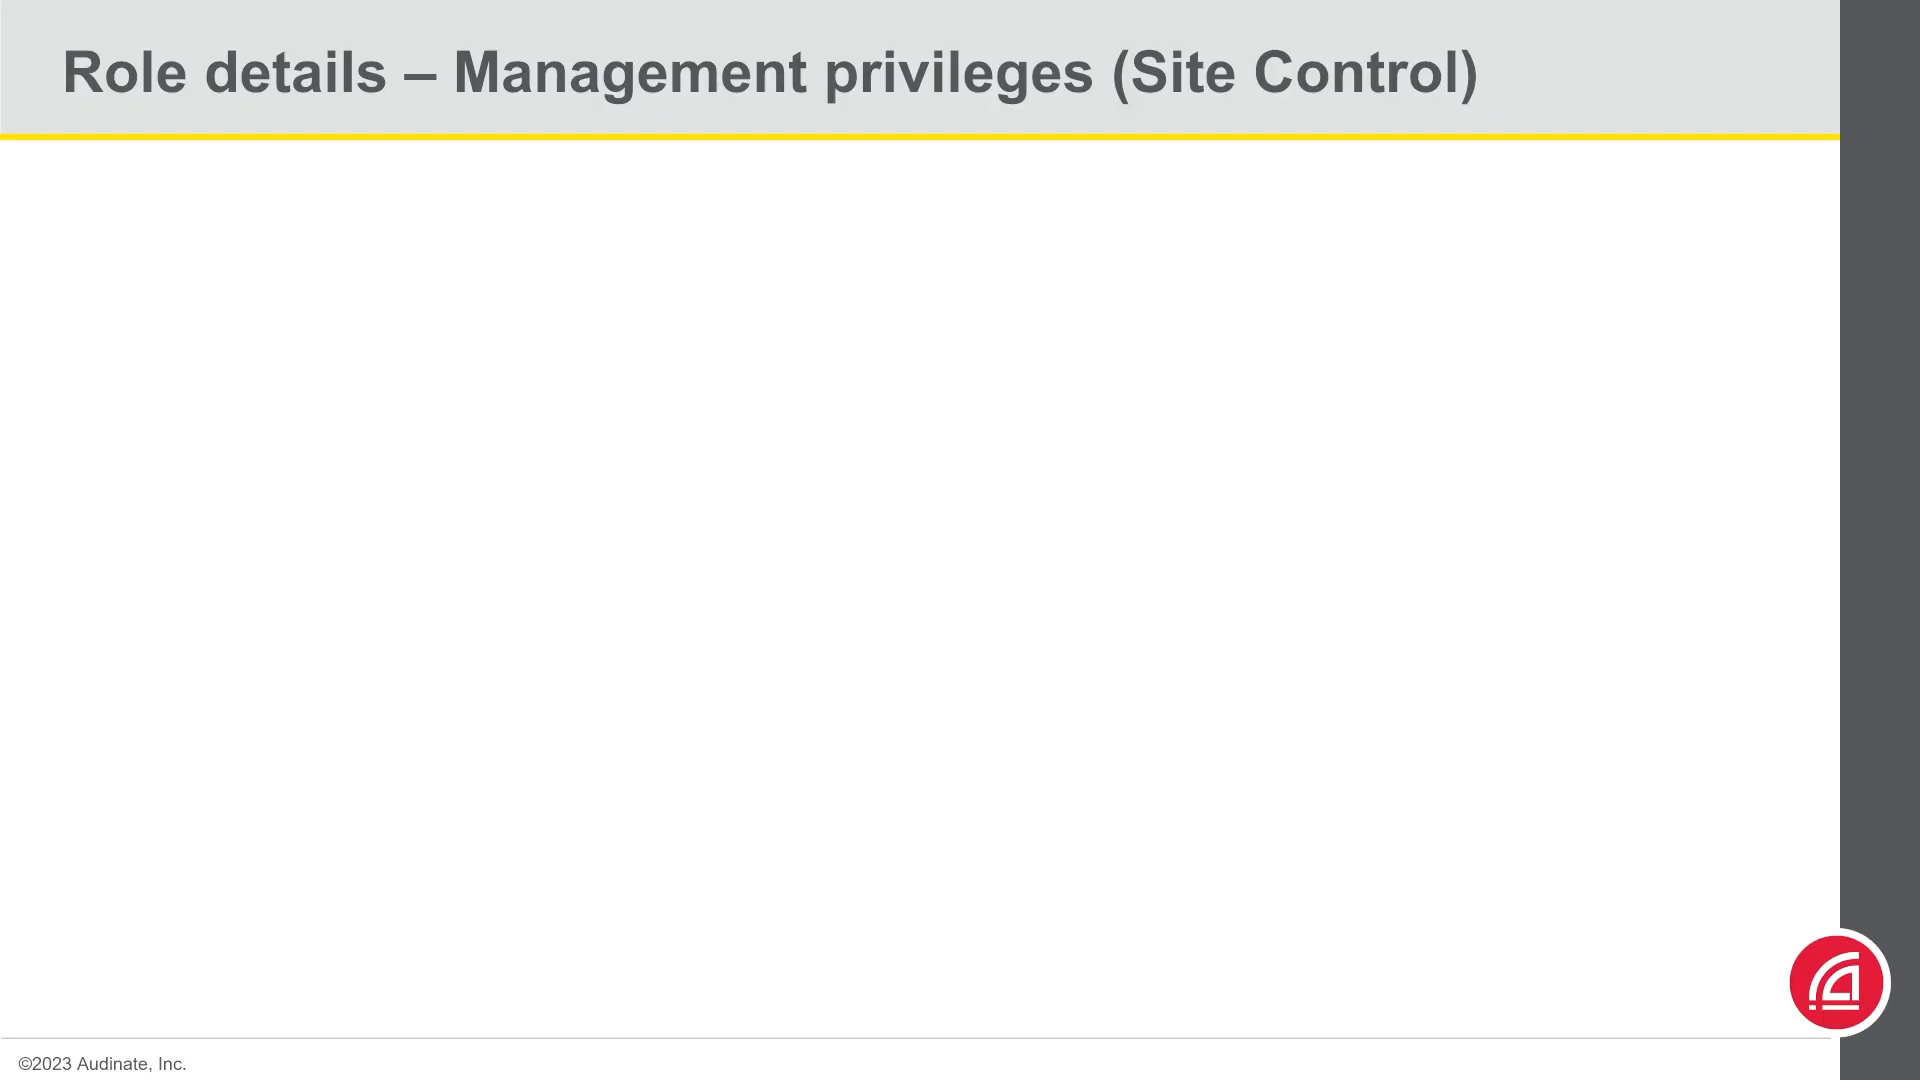 Role details – Management privileges (Site Control)
©2023 Audinate, Inc.